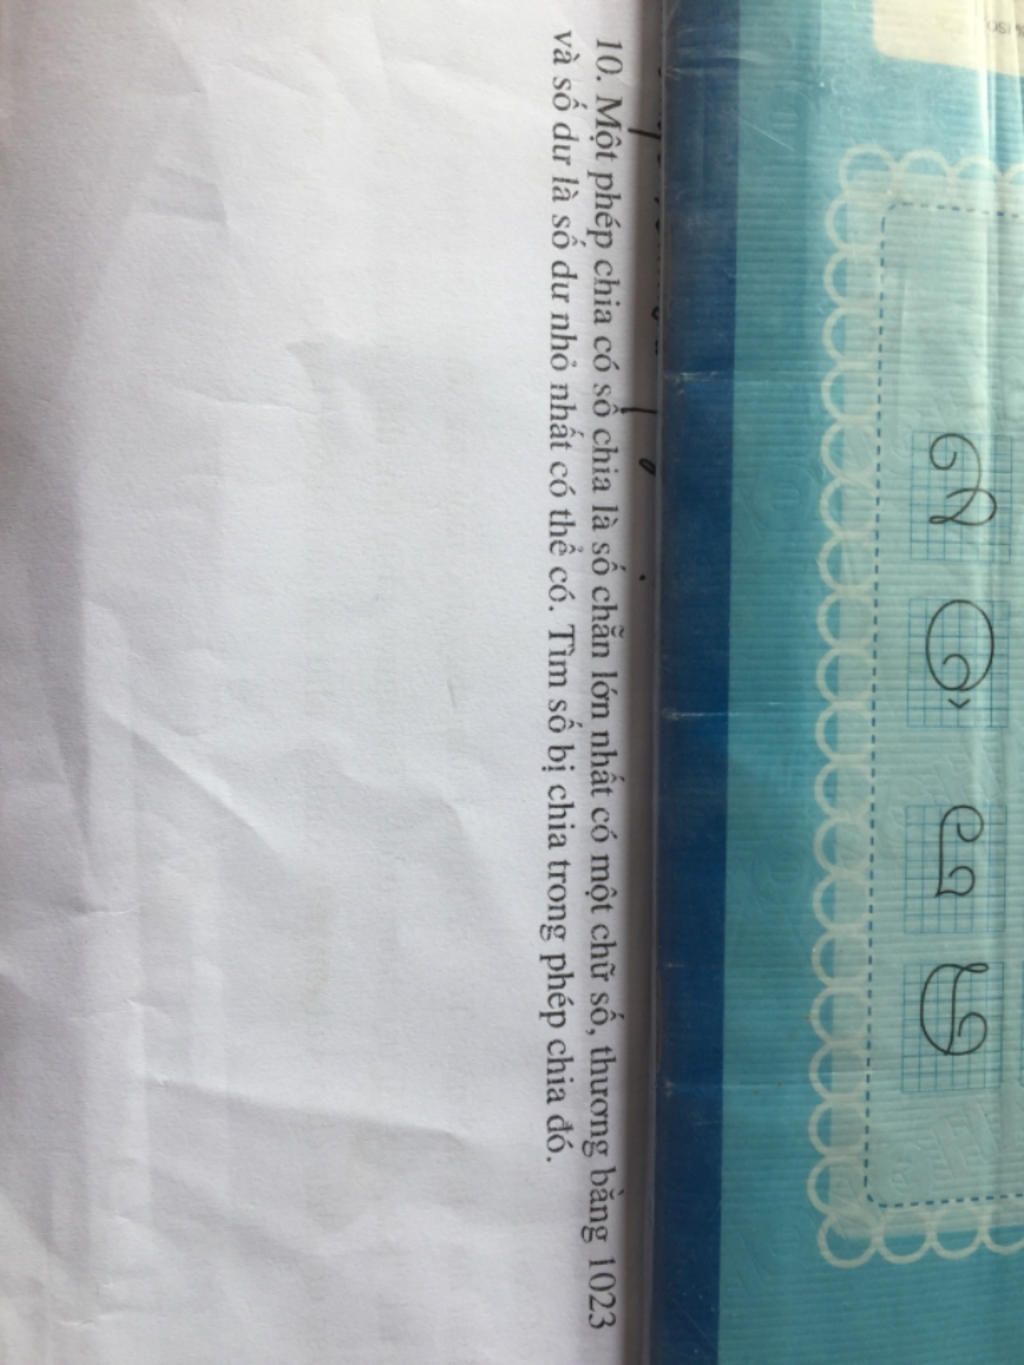 10. Một phép chia có số chia là số chẵn lớn nhất có một chữ số, thương bằng 1023
và số dư là số dư nhỏ nhất có thể có. Tìm số bị chia trong phép chia đó.